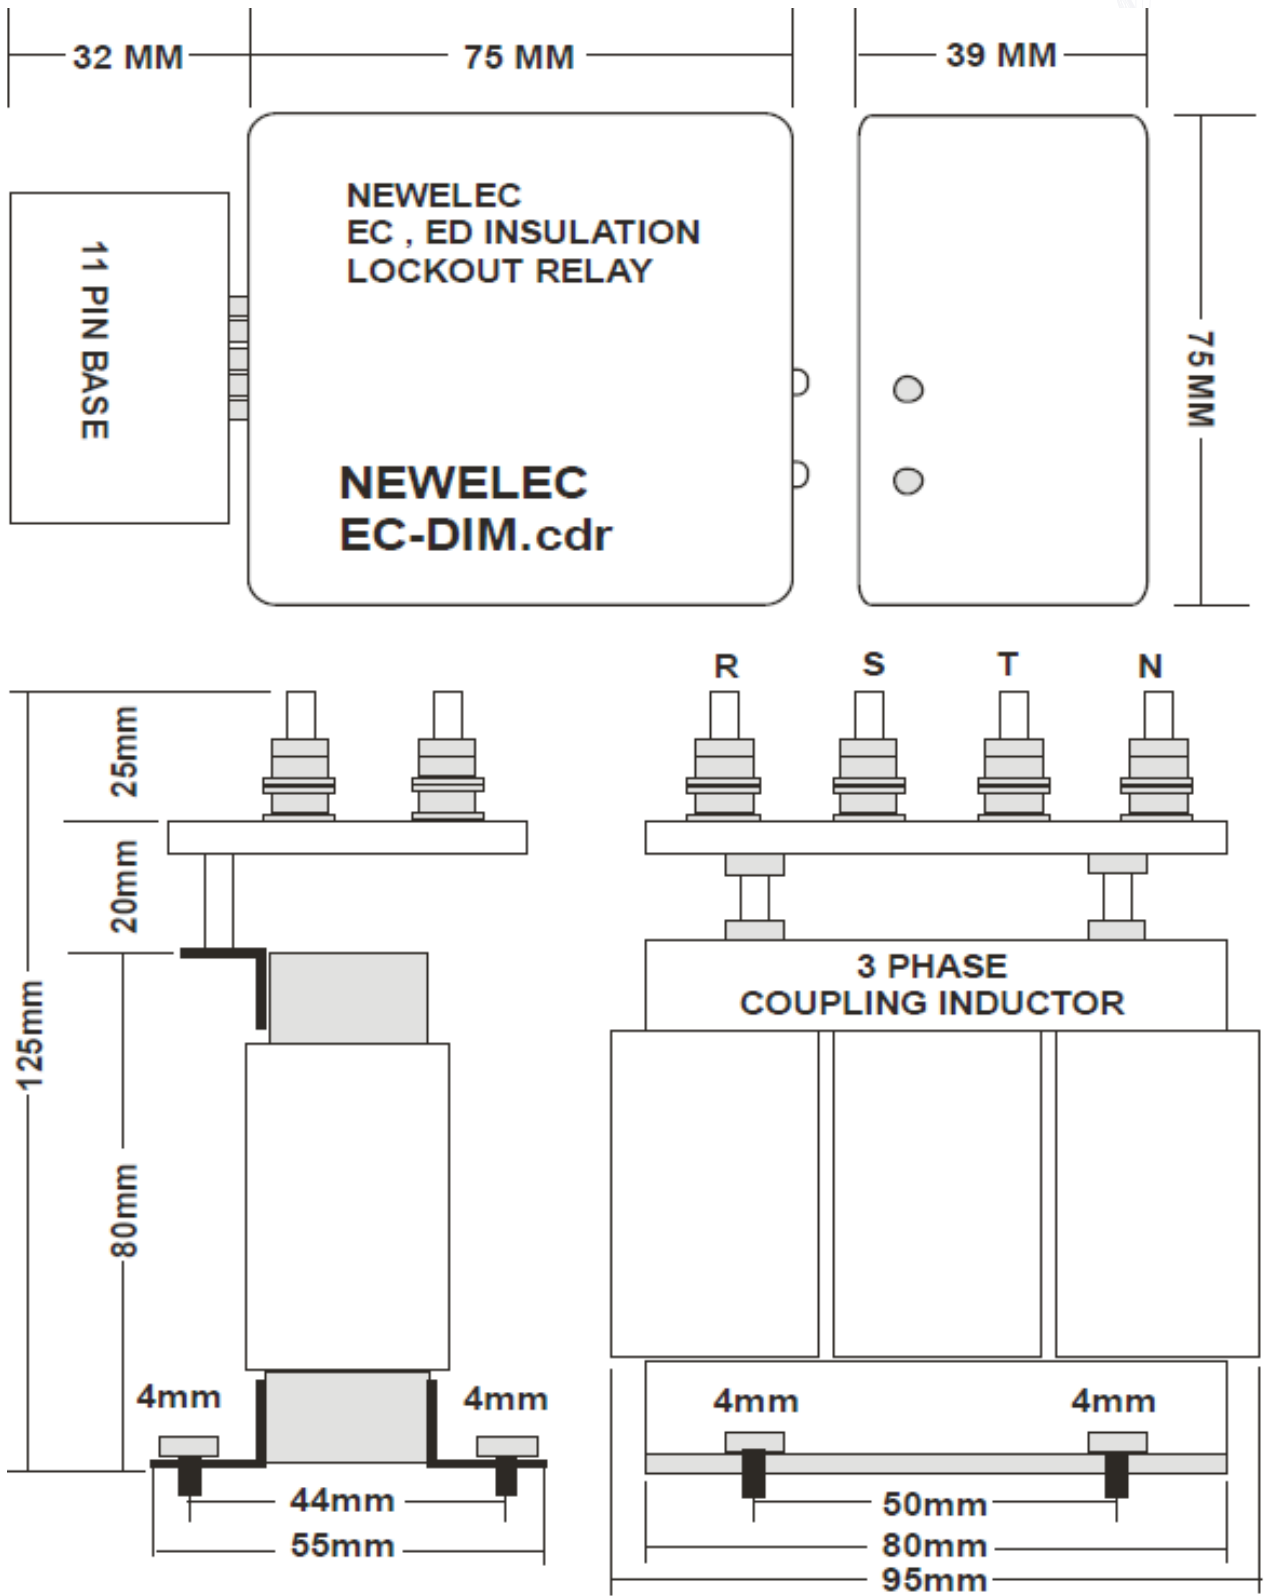 32 MM
75 MM
39 MM
NEWELEC
EC , ED INSULATION
LOCKOUT RELAY
11 PIN BASE
75 MM
NEWELEC
EC-DIM.cdr
R
S
T
N
25mm
20mm
3 PHASE
COUPLING INDUCTOR
125mm
80mm
4mm
4mm
4mm
4mm
44mm
50mm
55mm
80mm
95mm